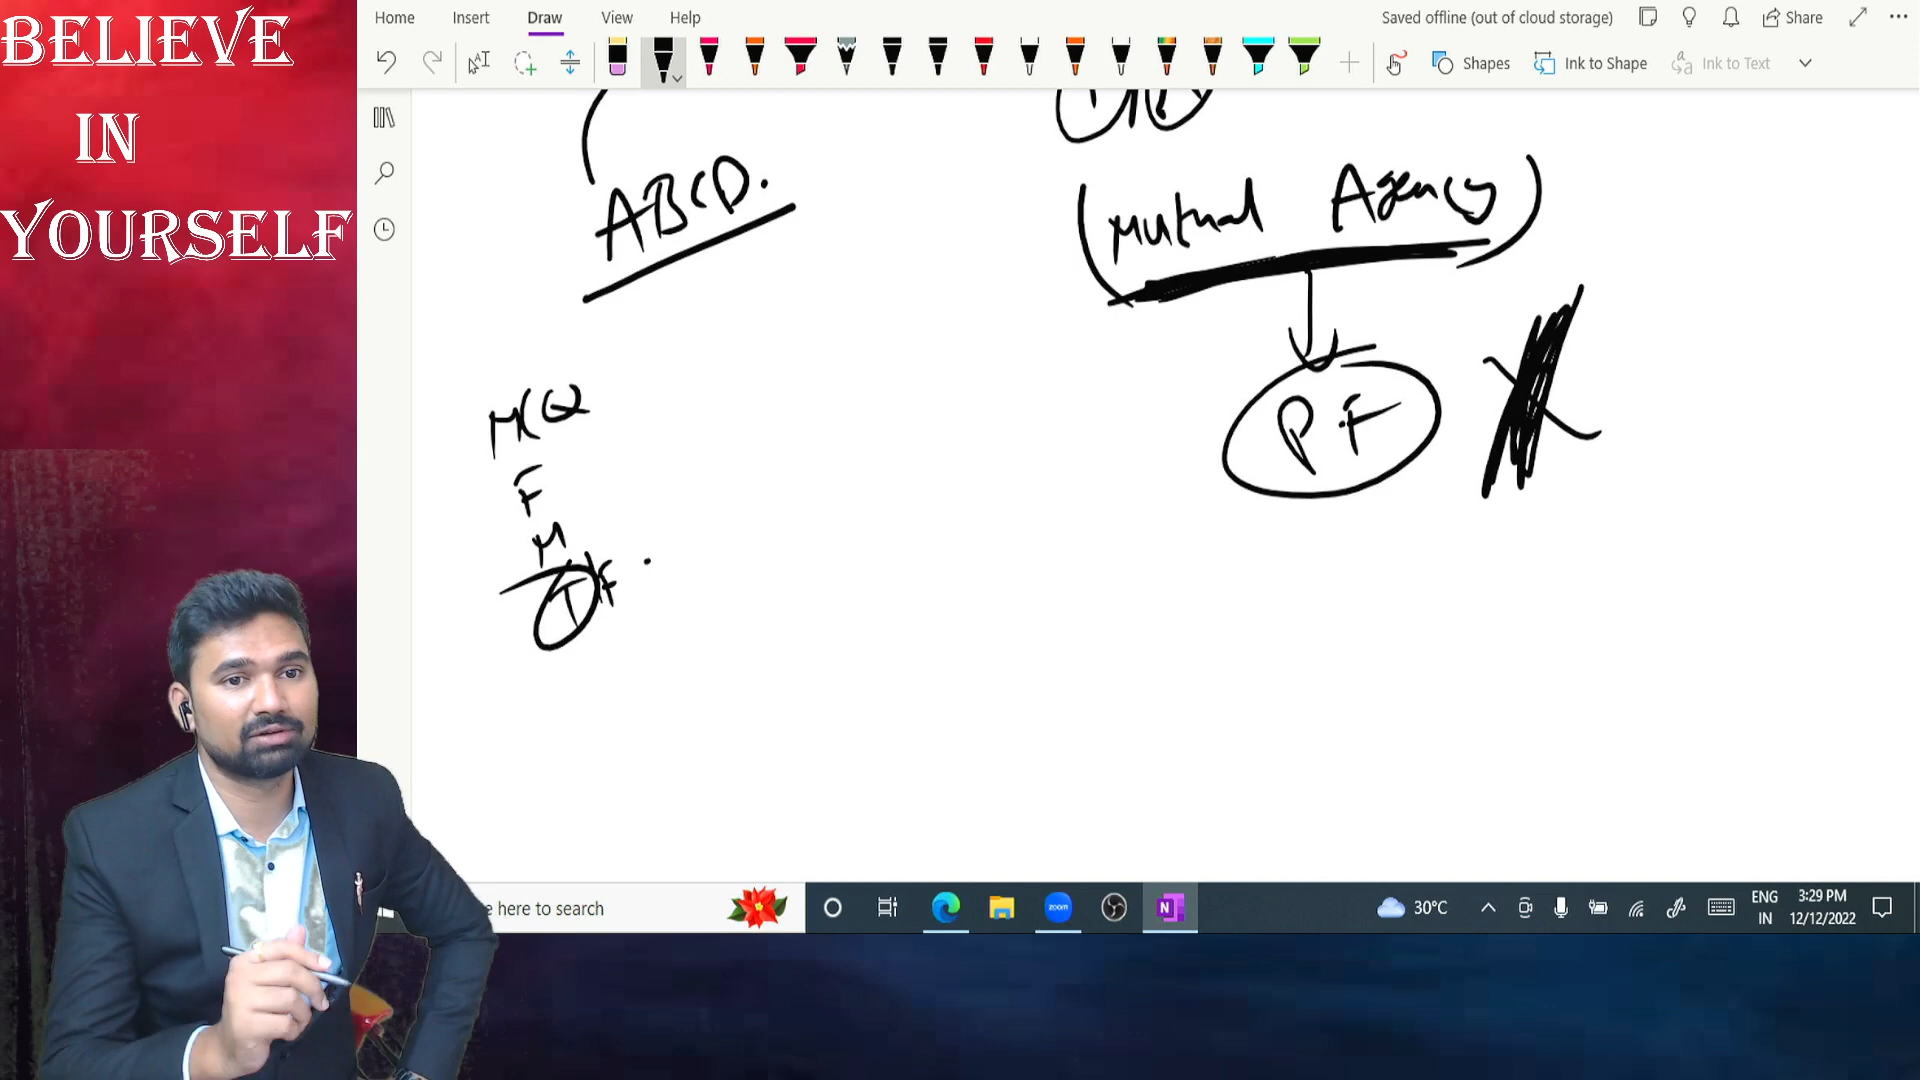 BELIEVE
IN
YOURSELF
Home Insert Draw View Help
Saved offline (out of cloud storage) Share
Shapes Ink to Shape Ink to Text
ABCD.
(Mutual Agency)
PF
MCQ
F
M
T/F
e here to search
zoom
N
30°C
ENG
IN
3:29 PM
12/12/2022